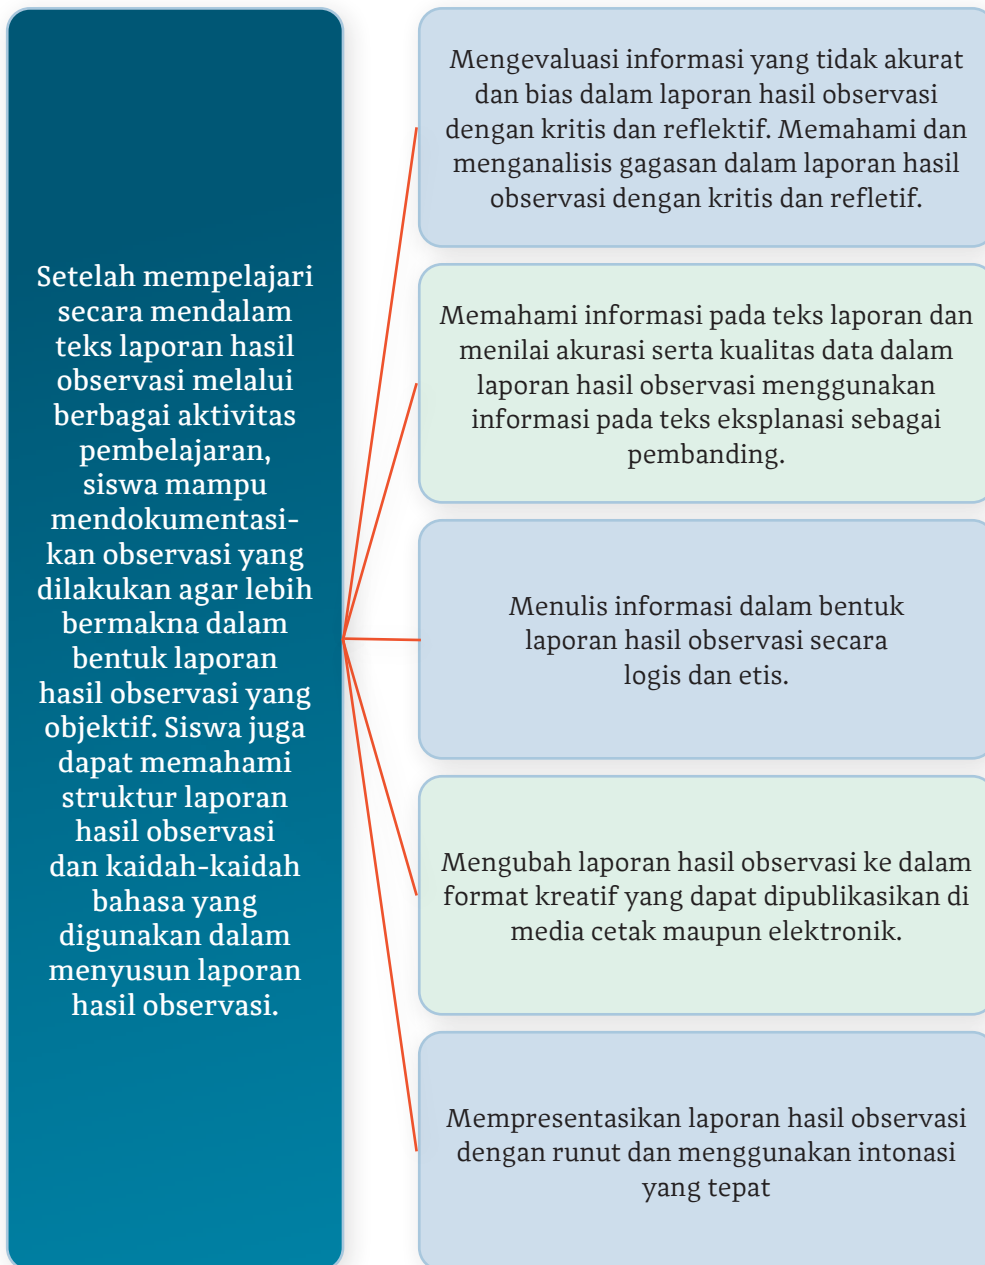 Setelah mempelajari
secara mendalam
teks laporan hasil
observasi melalui
berbagai aktivitas
pembelajaran,
siswa mampu
mendokumentasi-
kan observasi yang
dilakukan agar lebih
bermakna dalam
bentuk laporan
hasil observasi yang
objektif. Siswa juga
dapat memahami
struktur laporan
hasil observasi
dan kaidah-kaidah
bahasa yang
digunakan dalam
menyusun laporan
hasil observasi.
Mengevaluasi informasi yang tidak akurat
dan bias dalam laporan hasil observasi
dengan kritis dan reflektif. Memahami dan
menganalisis gagasan dalam laporan hasil
observasi dengan kritis dan refletif.
Memahami informasi pada teks laporan dan
menilai akurasi serta kualitas data dalam
laporan hasil observasi menggunakan
informasi pada teks eksplanasi sebagai
pembanding.
Menulis informasi dalam bentuk
laporan hasil observasi secara
logis dan etis.
Mengubah laporan hasil observasi ke dalam
format kreatif yang dapat dipublikasikan di
media cetak maupun elektronik.
Mempresentasikan laporan hasil observasi
dengan runut dan menggunakan intonasi
yang tepat